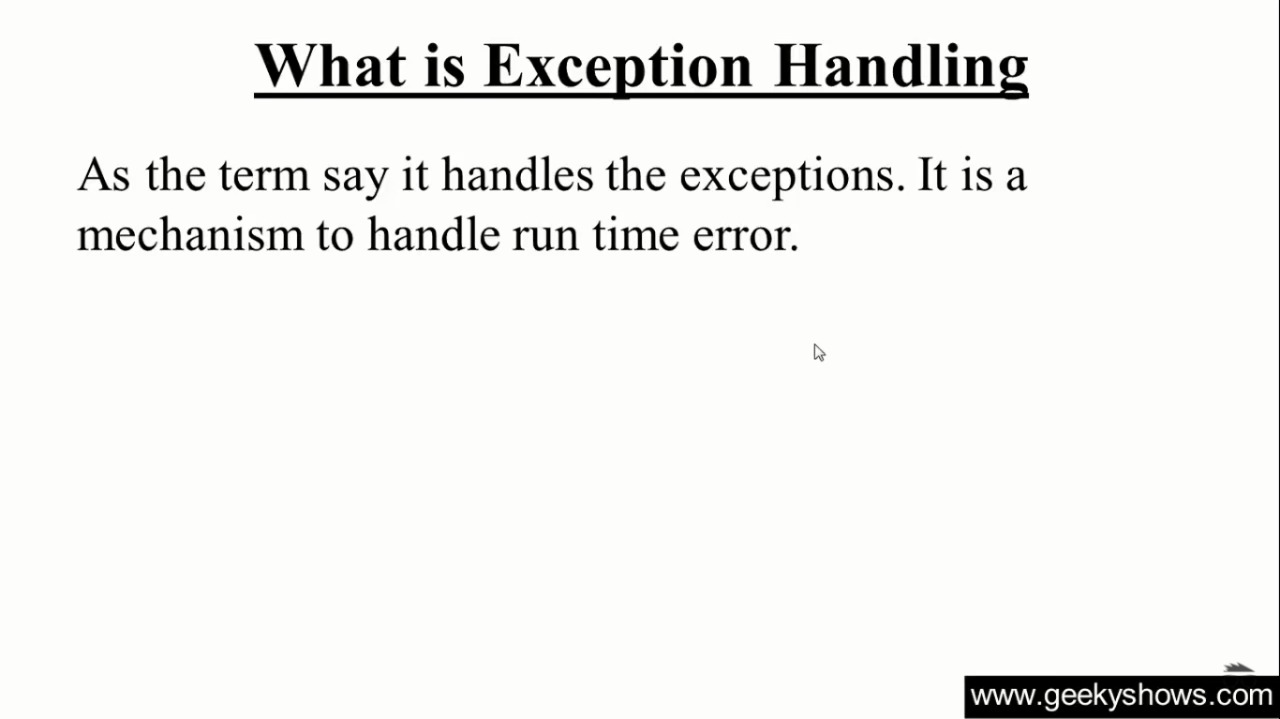 What is Exception Handling
As the term say it handles the exceptions. It is a
mechanism to handle run time error.
www.geekyshows.com